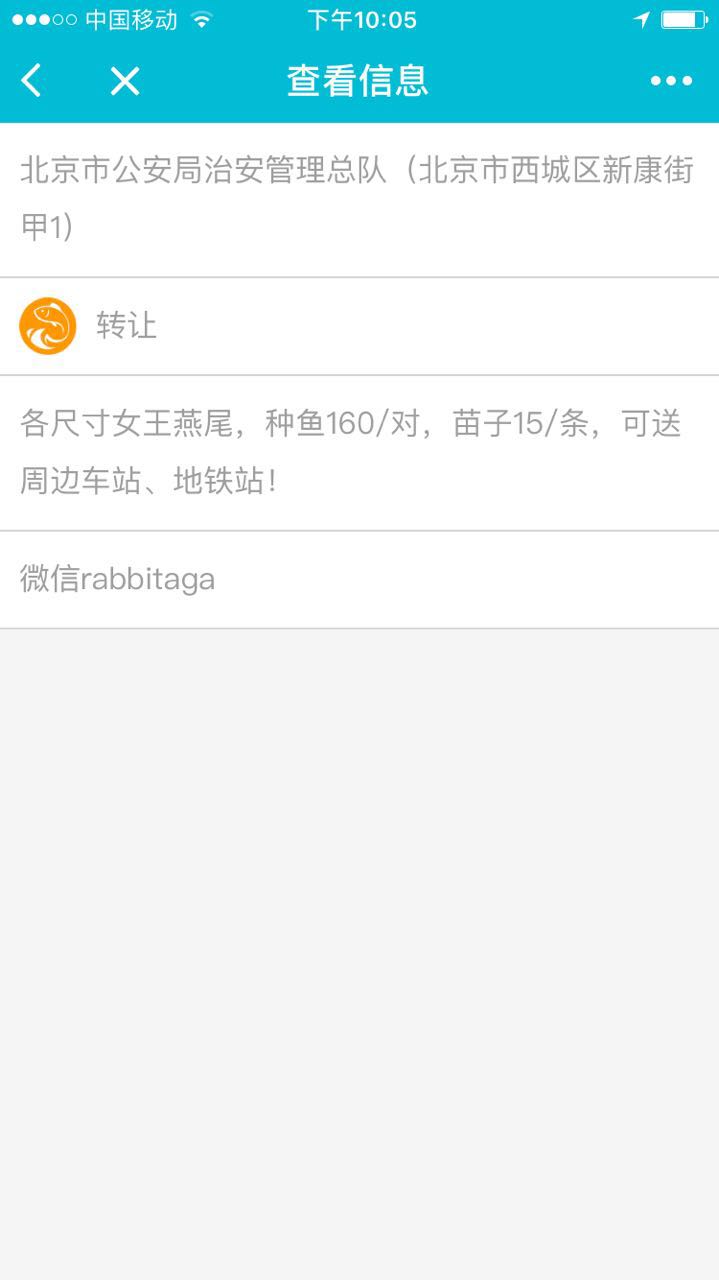 中国移动 下午10:05
查看信息
北京市公安局治安管理总队（北京市西城区新康街
甲1）
转让
各尺寸女王燕尾，种鱼160/对，苗子15/条，可送
周边车站、地铁站！
微信rabbitaga